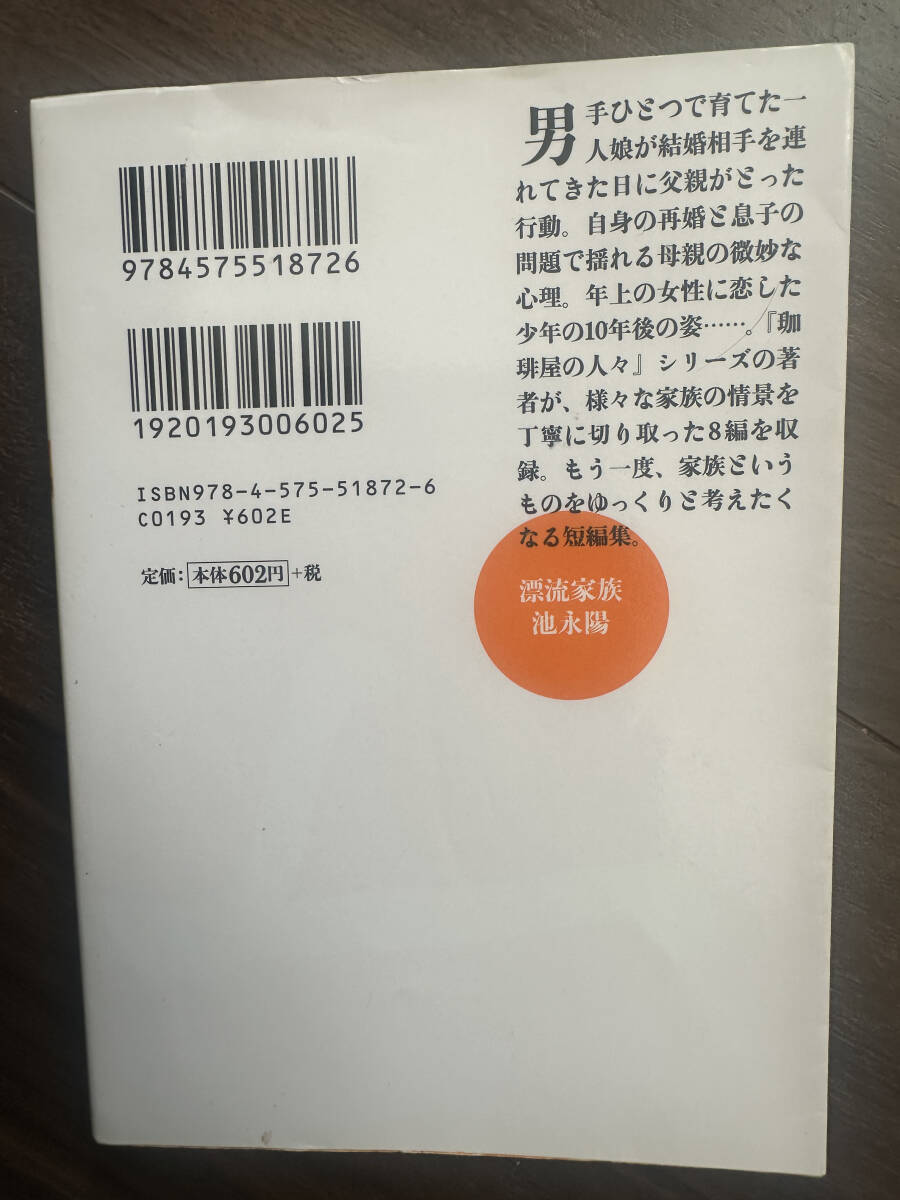 9784575518726
1920193006025
ISBN978-4-575-51872-6
C0193 ¥602E
定価：本体602円＋税
男手ひとつで育てた一
人娘が結婚相手を連
れてきた日に父親がとった
行動。自身の再婚と息子の
問題で揺れる母親の微妙な
心理。年上の女性に恋した
少年の10年後の姿……。『珈
琲屋の人々』シリーズの著
者が、様々な家族の情景を
丁寧に切り取った8編を収
録。もう一度、家族という
ものをゆっくりと考えたく
なる短編集。
漂流家族
池永陽